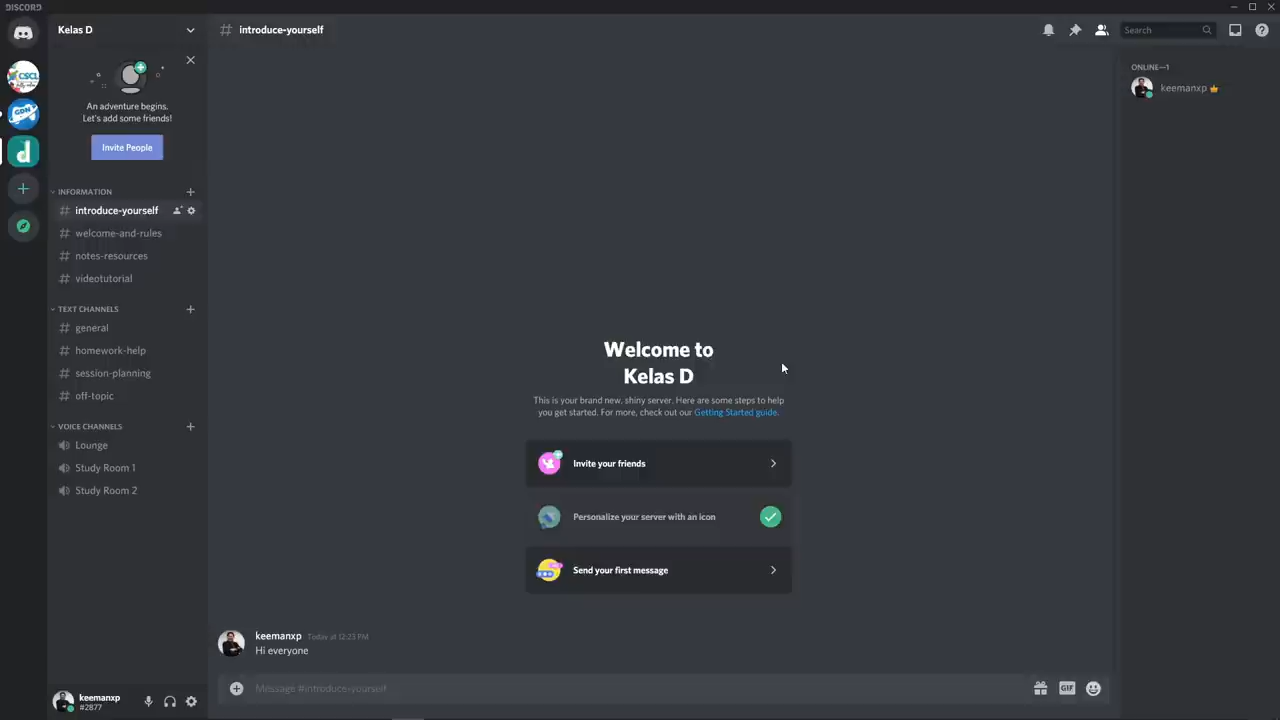 DISCORD
Kelas D
# introduce-yourself
Search
CSCL
GDN
d
An adventure begins.
Let's add some friends!
Invite People
INFORMATION
# introduce-yourself
# welcome-and-rules
# notes-resources
# videotutorial
TEXT CHANNELS
# general
# homework-help
# session-planning
# off-topic
VOICE CHANNELS
Lounge
Study Room 1
Study Room 2
keemanxp
#2877
Welcome to
Kelas D
This is your brand new, shiny server. Here are some steps to help
you get started. For more, check out our Getting Started guide.
Invite your friends
Personalize your server with an icon
Send your first message
keemanxp Today at 12:23 PM
Hi everyone
Message #introduce-yourself
GIF
ONLINE—1
keemanxp